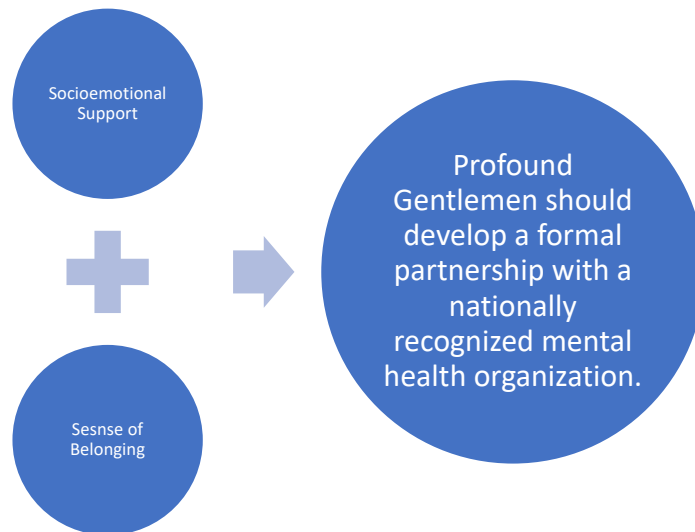 Socioemotional
Support
Sesnse of
Belonging
Profound
Gentlemen should
develop a formal
partnership with a
nationally
recognized mental
health organization.